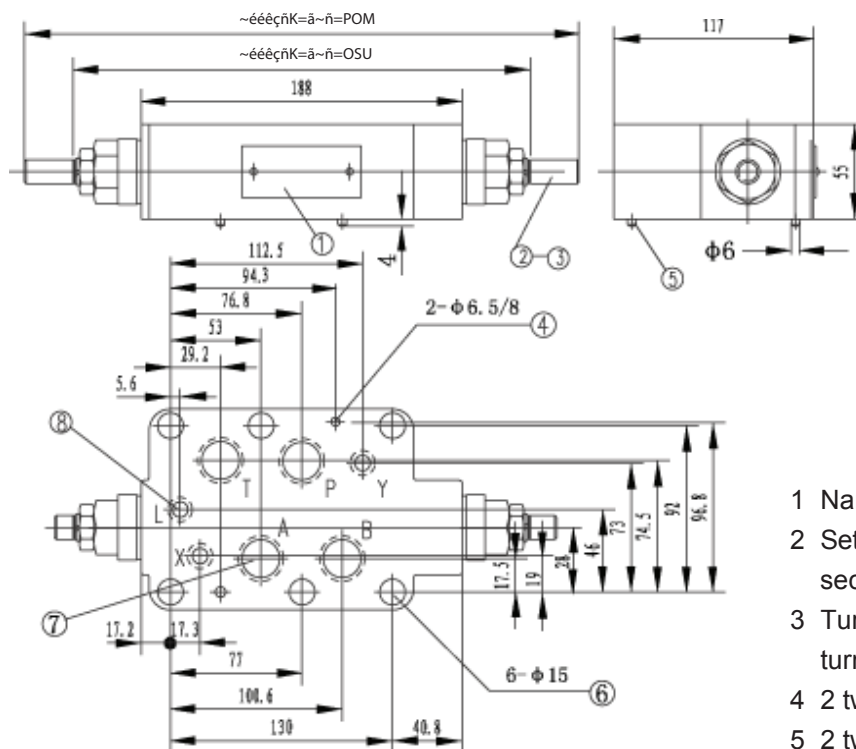 ~éééçñK=ã~ñ=POM
~éééçñK=ã~ñ=OSU
188
117
55
①
4
②
③
Φ6
⑤
112.5
94.3
76.8
53
29.2
5.6
2-Φ6.5/8
④
⑧
T
P
Y
L
A
B
X
⑦
17.5
19
28
46
73
74.5
92
96.8
17.2
17.3
77
100.6
130
40.8
6-Φ15
⑥
1 Na
2 Set
sec
3 Tur
turn
4 2 tw
5 2 tw